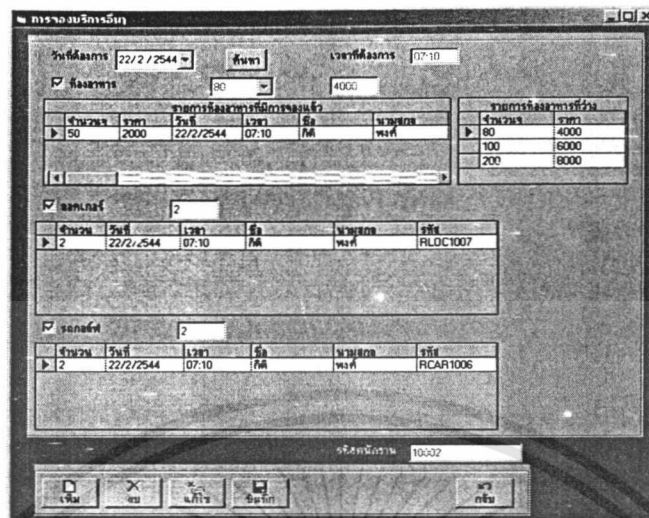 การจองบริการอื่นๆ
วันที่ต้องการ 22/2 /2544 ค้นหา เวลาที่ต้องการ 07:10
ห้องอาหาร 80 4000
รายการห้องอาหารที่มีการจองแล้ว
จำนวนจ ราคา วันที่ เวลา ชื่อ นามสกุล
50 2000 22/2/2544 07:10 กิติ พงศ์
รายการห้องอาหารที่ว่าง
จำนวนจ ราคา
80 4000
100 6000
200 8000
ลอคเกอร์ 2
จำนวน วันที่ เวลา ชื่อ นามสกุล รหัส
2 22/2/2544 07:10 กิติ พงศ์ RLOC1007
รถกอล์ฟ 2
จำนวน วันที่ เวลา ชื่อ นามสกุล รหัส
2 22/2/2544 07:10 กิติ พงศ์ RCAR1006
รหัสพนักงาน 10002
เพิ่ม ลบ แก้ไข บันทึก กลับ